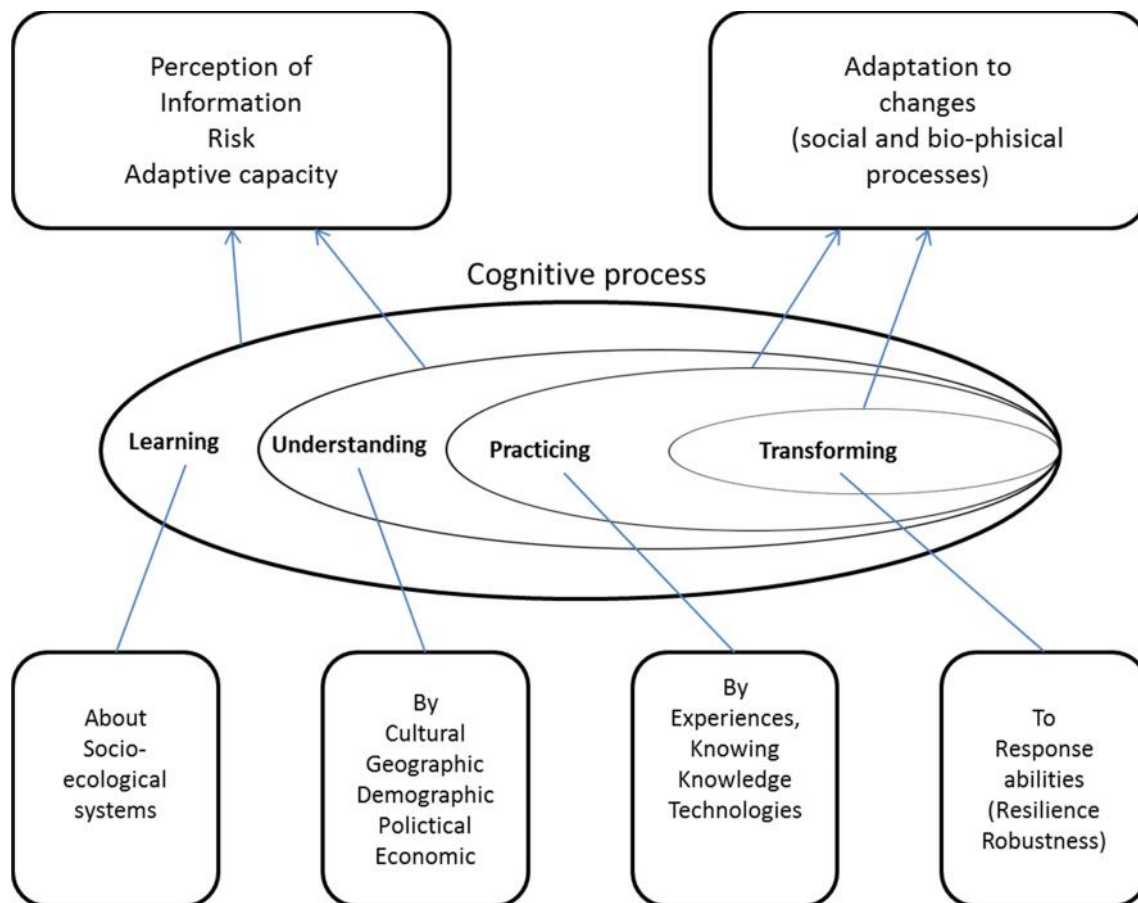 Perception of
Information
Risk
Adaptive capacity
Adaptation to
changes
(social and bio-phisical
processes)
Cognitive process
Learning
Understanding
Practicing
Transforming
About
Socio-
ecological
systems
By
Cultural
Geographic
Demographic
Polictical
Economic
By
Experiences,
Knowing
Knowledge
Technologies
To
Response
abilities
(Resilience
Robustness)